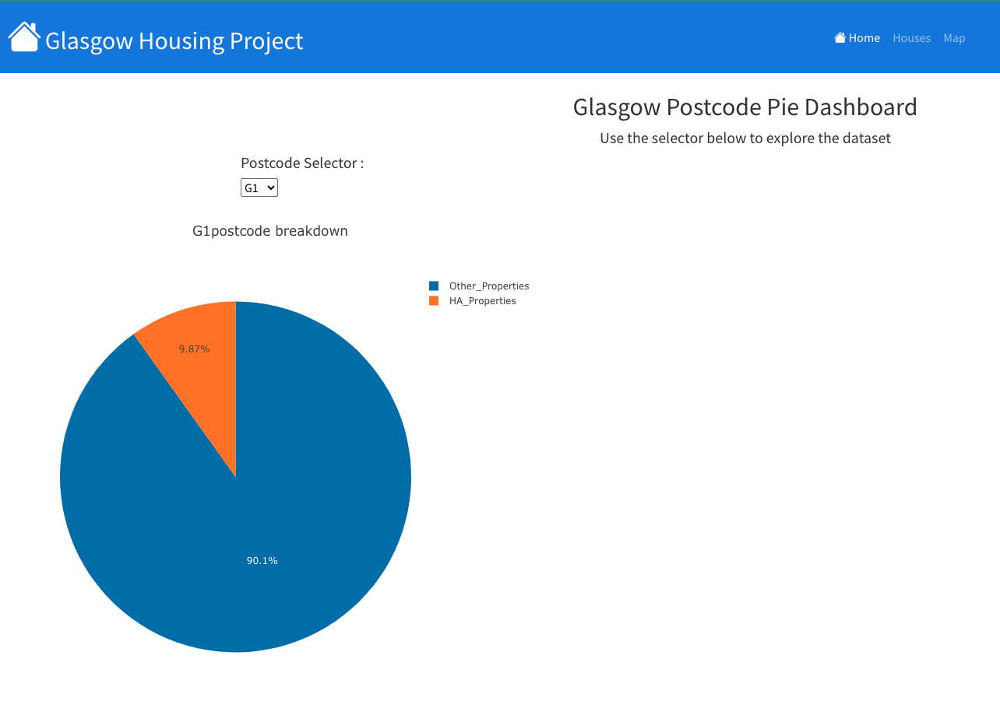 Glasgow Housing Project
Home Houses Map
Glasgow Postcode Pie Dashboard
Use the selector below to explore the dataset
Postcode Selector :
G1
G1postcode breakdown
Other_Properties
HA_Properties
9.87%
90.1%